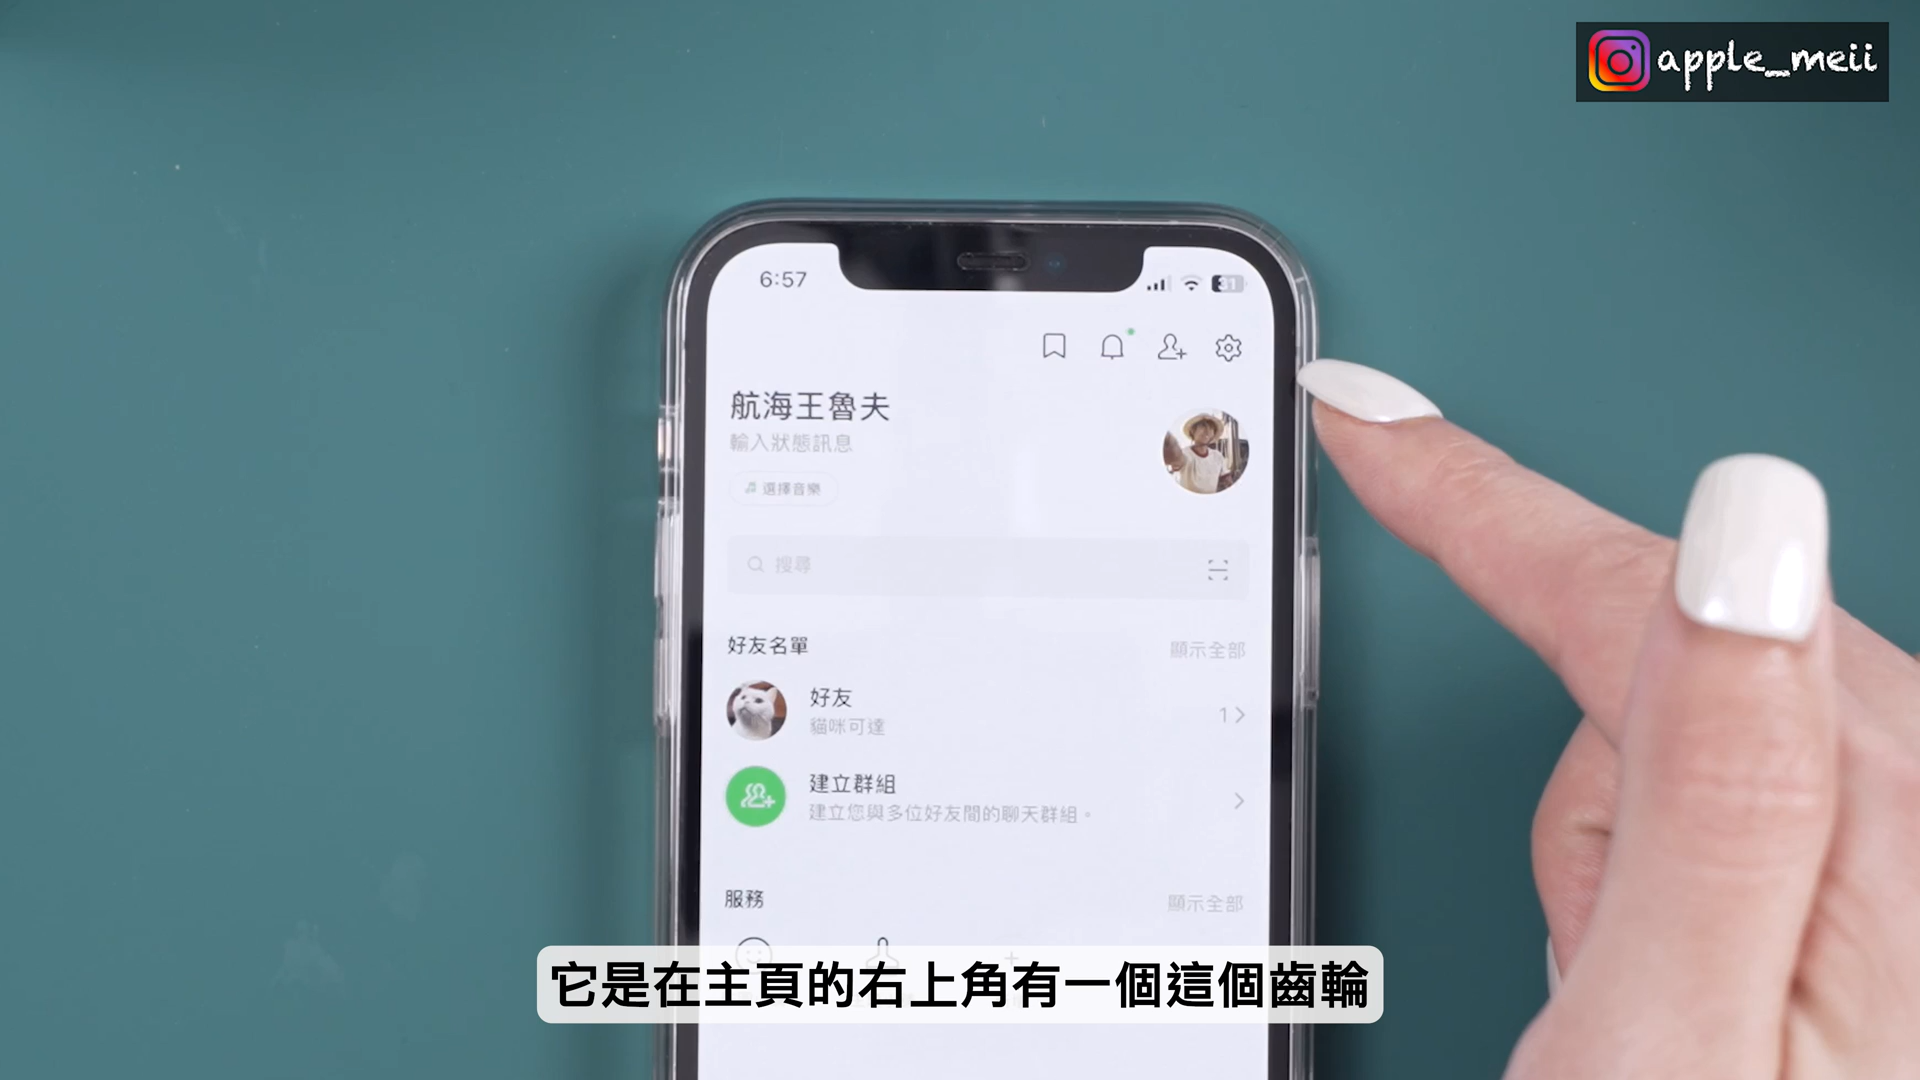 apple_meii
6:57
31
航海王魯夫
輸入狀態訊息
選擇音樂
搜尋
好友名單
顯示全部
好友
貓咪可達
1
建立群組
建立您與多位好友間的聊天群組。
服務
顯示全部
它是在主頁的右上角有一個這個齒輪